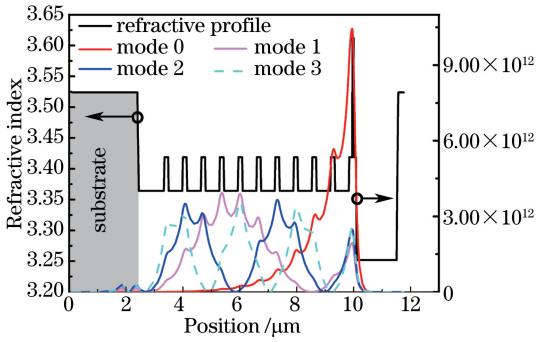 refractive profile
mode 0
mode 1
mode 2
mode 3
Refractive index
3.65
3.60
3.55
3.50
3.45
3.40
3.35
3.30
3.25
3.20
substrate
9.00×10¹²
6.00×10¹²
3.00×10¹²
0
0 2 4 6 8 10 12
Position /μm